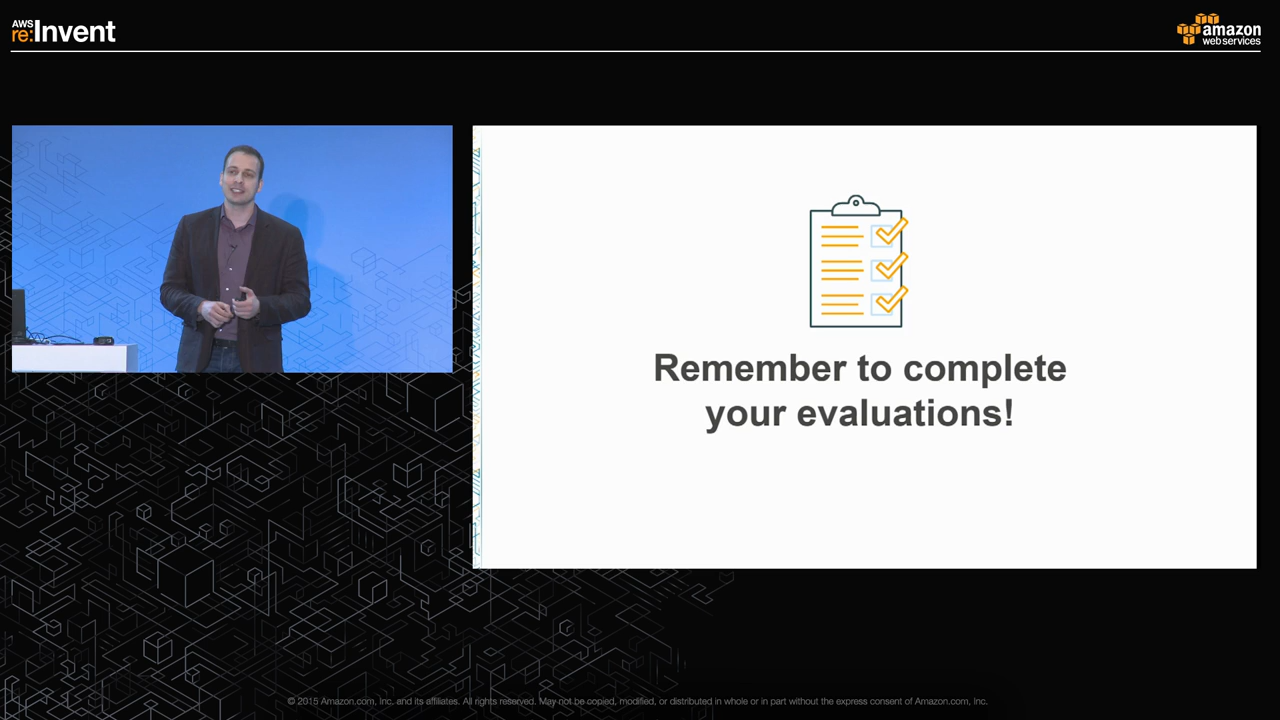 AWS
re:Invent
amazon
webservices
Remember to complete
your evaluations!
© 2015 Amazon.com, Inc. and its affiliates. All rights reserved. May not be copied, modified, or distributed in whole or in part without the express consent of Amazon.com, Inc.